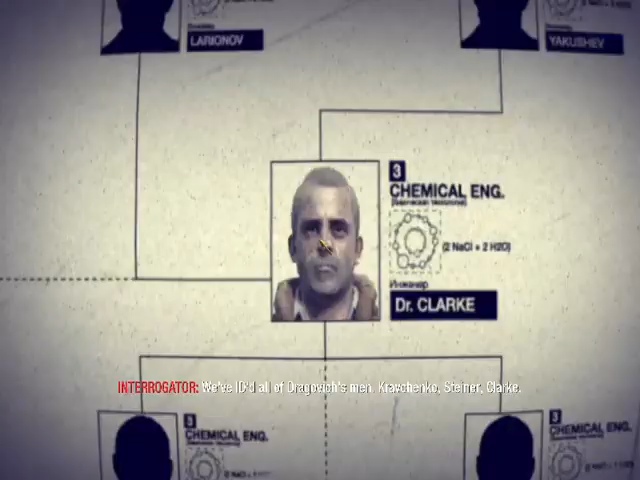 LARIONOV
YAKUSHEV
3
CHEMICAL ENG.
(2 NaCl + 2 H2O)
Инженер
Dr. CLARKE
INTERROGATOR: We've ID'd all of Dragovich's men. Kravchenko, Steiner, Clarke.
3
CHEMICAL ENG.
3
CHEMICAL ENG.